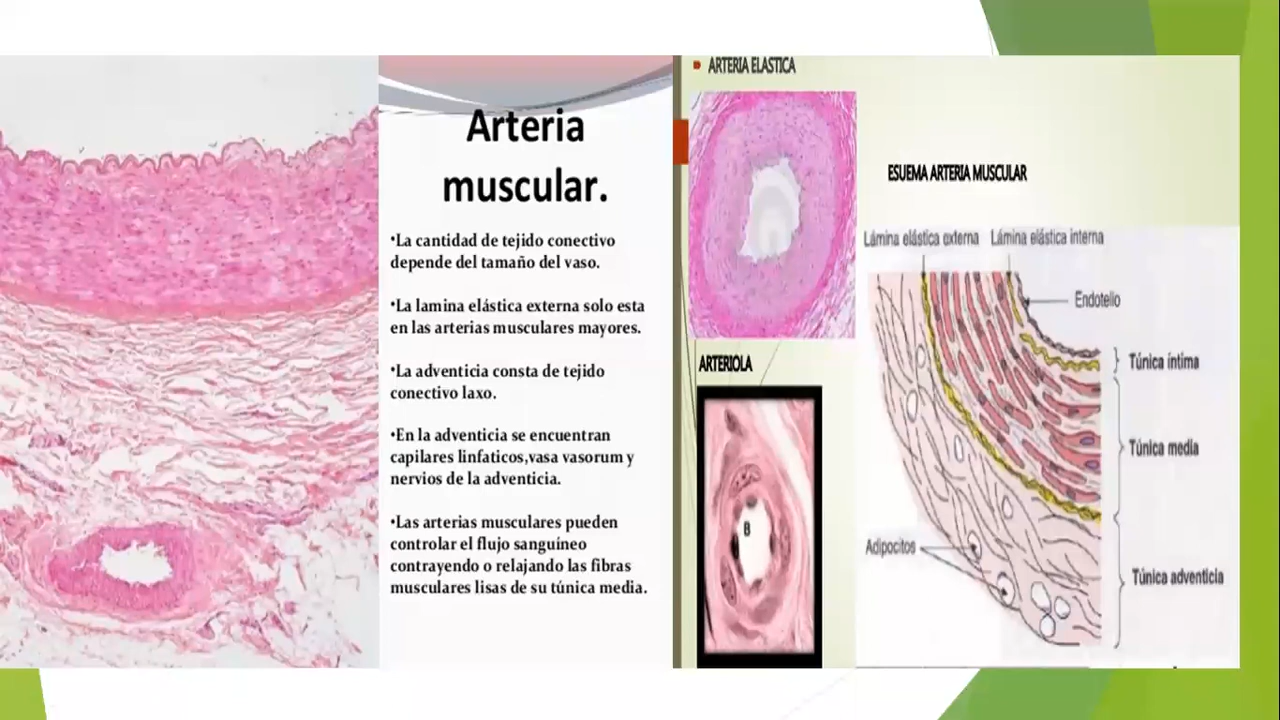 Arteria
muscular.
•La cantidad de tejido conectivo
depende del tamaño del vaso.
•La lamina elástica externa solo esta
en las arterias musculares mayores.
•La adventicia consta de tejido
conectivo laxo.
•En la adventicia se encuentran
capilares linfaticos,vasa vasorum y
nervios de la adventicia.
•Las arterias musculares pueden
controlar el flujo sanguíneo
contrayendo o relajando las fibras
musculares lisas de su túnica media.
ARTERIA ELASTICA
ARTERIOLA
B
ESUEMA ARTERIA MUSCULAR
Lámina elástica externa Lámina elástica interna
Endotelio
Túnica íntima
Túnica media
Adipocitos
Túnica adventicia